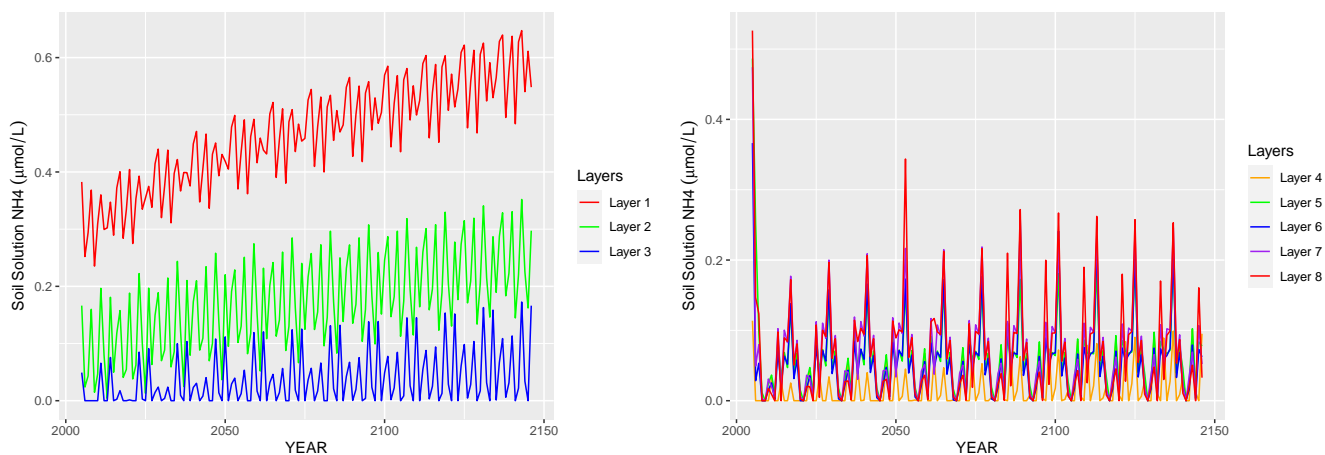 Soil Solution NH4 (μmol/L)
0.6
0.4
0.2
0.0
2000
2050
2100
2150
YEAR
Layers
Layer 1
Layer 2
Layer 3
Soil Solution NH4 (μmol/L)
0.4
0.2
0.0
2000
2050
2100
2150
YEAR
Layers
Layer 4
Layer 5
Layer 6
Layer 7
Layer 8